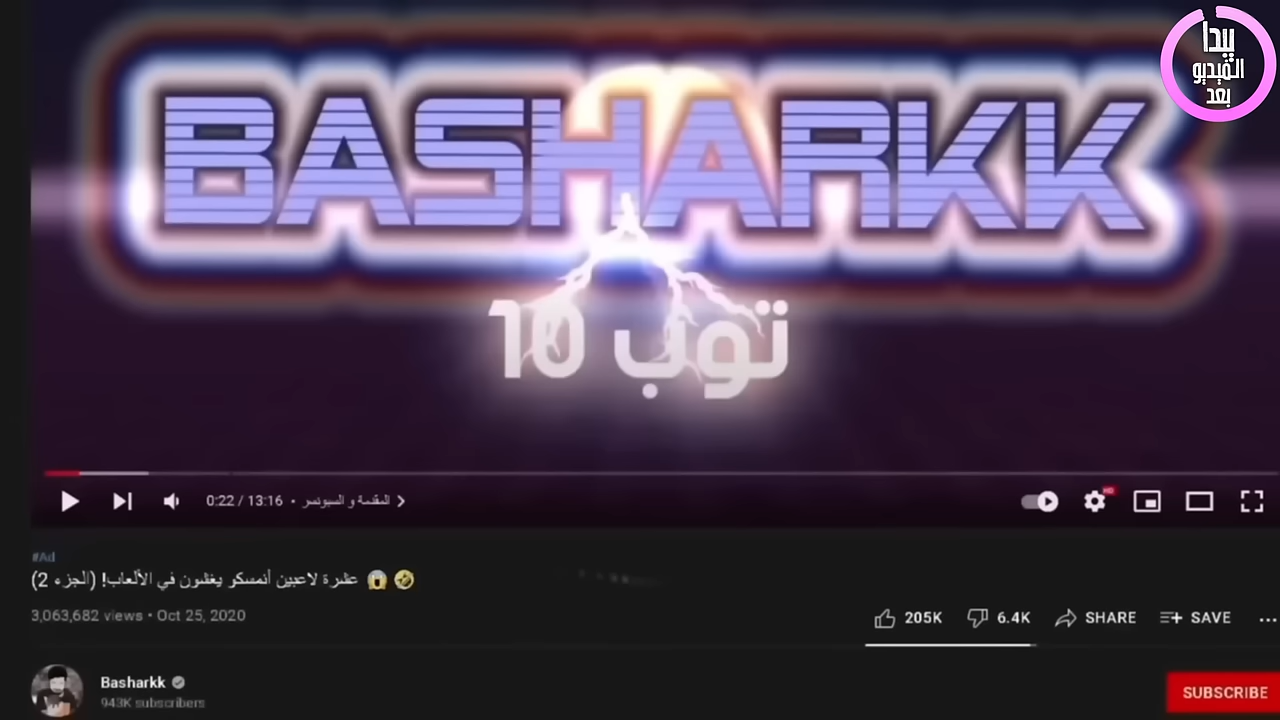 يبدا
الفيديو
بعد
BASHARKK
توب 10
0:22 / 13:16 • المقدمة و السبونسر
HD
#Ad
عشرة لاعبين أنمسكو يغشون في الألعاب! (الجزء 2) 😱 🤣
3,063,682 views • Oct 25, 2020
205K 6.4K SHARE SAVE
Basharkk
943K subscribers
SUBSCRIBE